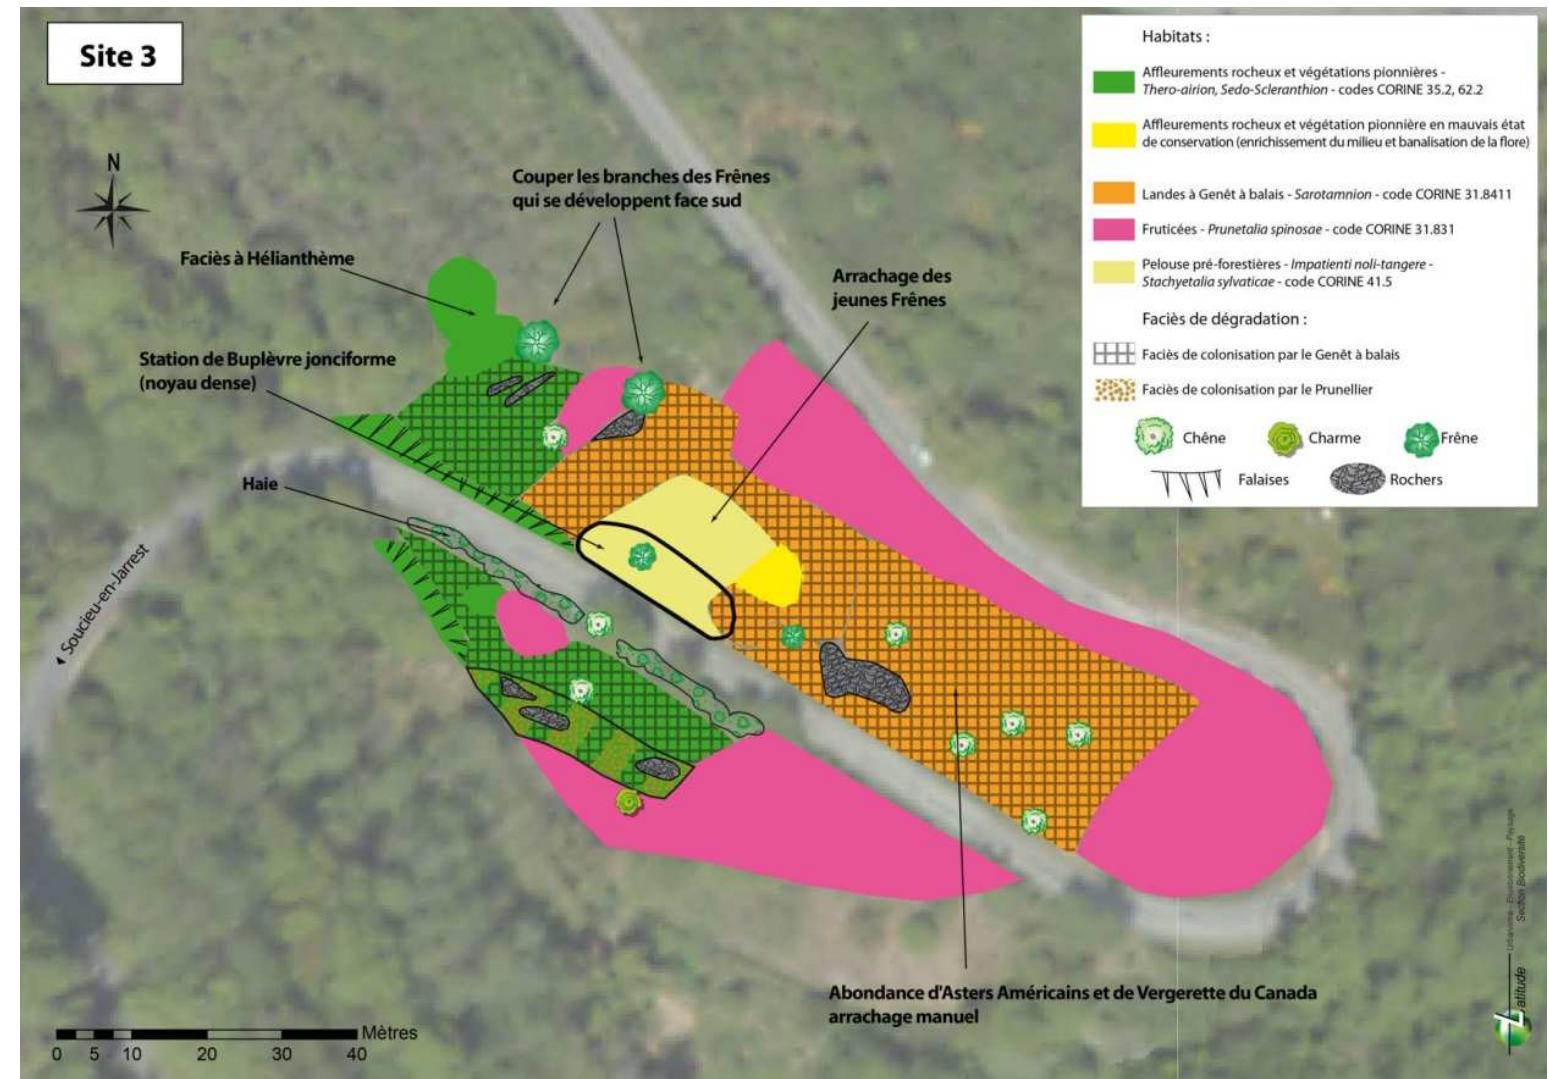 Site 3
N
Couper les branches des Frênes
qui se développent face sud
Faciès à Hélianthème
Arrachage des
jeunes Frênes
Station de Buplèvre jonciforme
(noyau dense)
Haie
Soucieu-en-Jarrest
Abondance d'Asters Américains et de Vergerette du Canada
arrachage manuel
Mètres
0 5 10 20 30 40
Habitats :
Affleurements rocheux et végétations pionnières -
Thero-airion, Sedo-Scleranthion - codes CORINE 35.2, 62.2
Affleurements rocheux et végétation pionnière en mauvais état
de conservation (enrichissement du milieu et banalisation de la flore)
Landes à Genêt à balais - Sarotamnion - code CORINE 31.8411
Fruticées - Prunetalia spinosae - code CORINE 31.831
Pelouse pré-forestières - Impatienti noli-tangere -
Stachyetalia sylvaticae - code CORINE 41.5
Faciès de dégradation :
Faciès de colonisation par le Genêt à balais
Faciès de colonisation par le Prunellier
Chêne
Charme
Frêne
Falaises
Rochers
Latitude
Urbanisme - Environnement - Paysage
Section Biodiversité